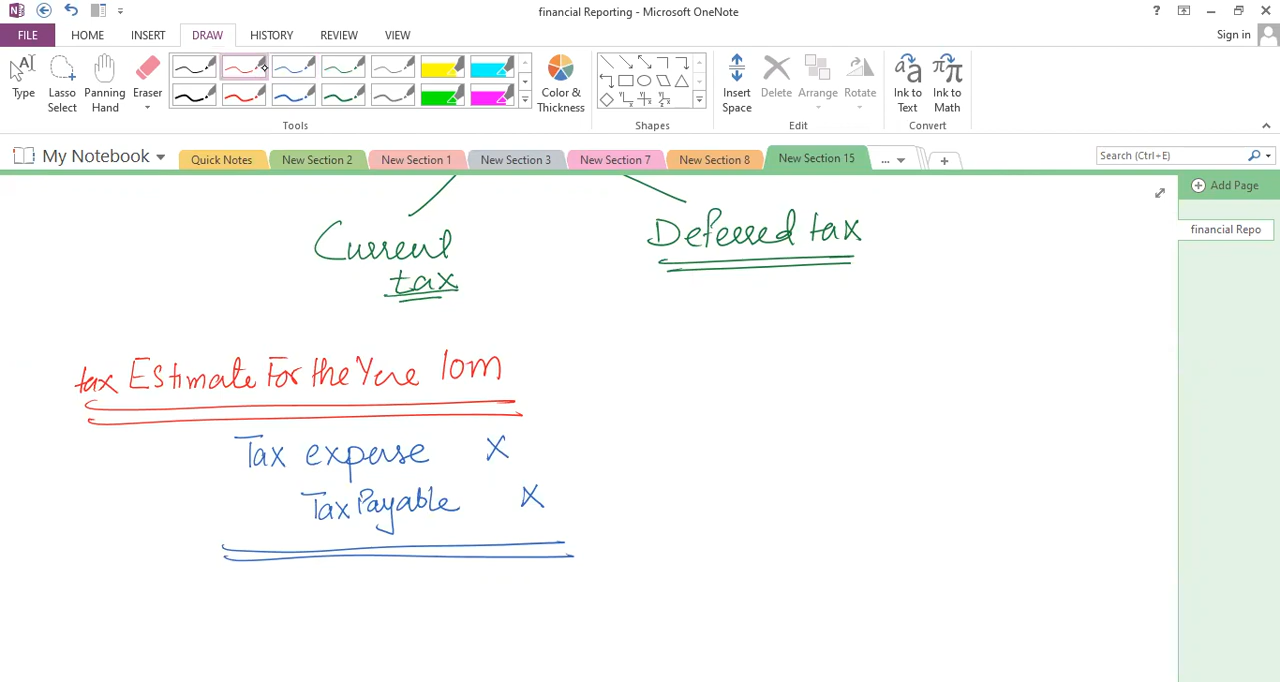 financial Reporting - Microsoft OneNote
FILE HOME INSERT DRAW HISTORY REVIEW VIEW
Sign in
Type
Lasso Select
Panning Hand
Eraser
Color & Thickness
Insert Space
Delete
Arrange
Rotate
Ink to Text
Ink to Math
Tools Shapes Edit Convert
My Notebook Quick Notes New Section 2 New Section 1 New Section 3 New Section 7 New Section 8 New Section 15 ...
Search (Ctrl+E)
Add Page
financial Repo
Current
tax
Deferred tax
tax Estimate For the Yere 10m
Tax expense X
Tax Payable X